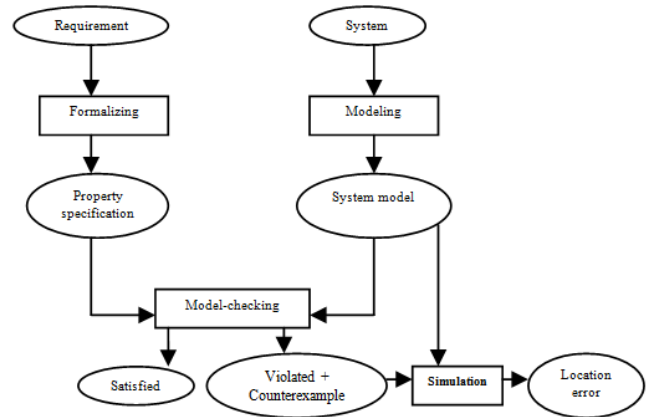 Requirement
System
Formalizing
Modeling
Property
specification
System model
Model-checking
Satisfied
Violated +
Counterexample
Simulation
Location
error